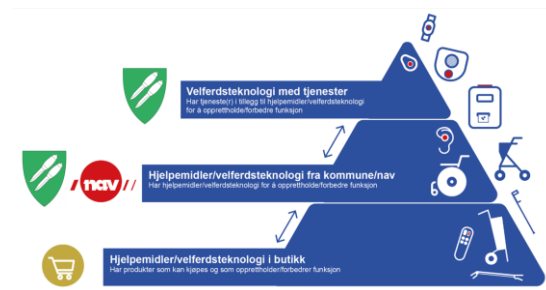 Velferdsteknologi med tjenester
Har tjeneste(r) i tillegg til hjelpemidler/velferdsteknologi
for å opprettholde/forbedre funksjon
nav
Hjelpemidler/velferdsteknologi fra kommune/nav
Har hjelpemidler/velferdsteknologi for å opprettholde/forbedre funksjon
Hjelpemidler/velferdsteknologi i butikk
Har produkter som kan kjøpes og som opprettholder/forbedrer funksjon